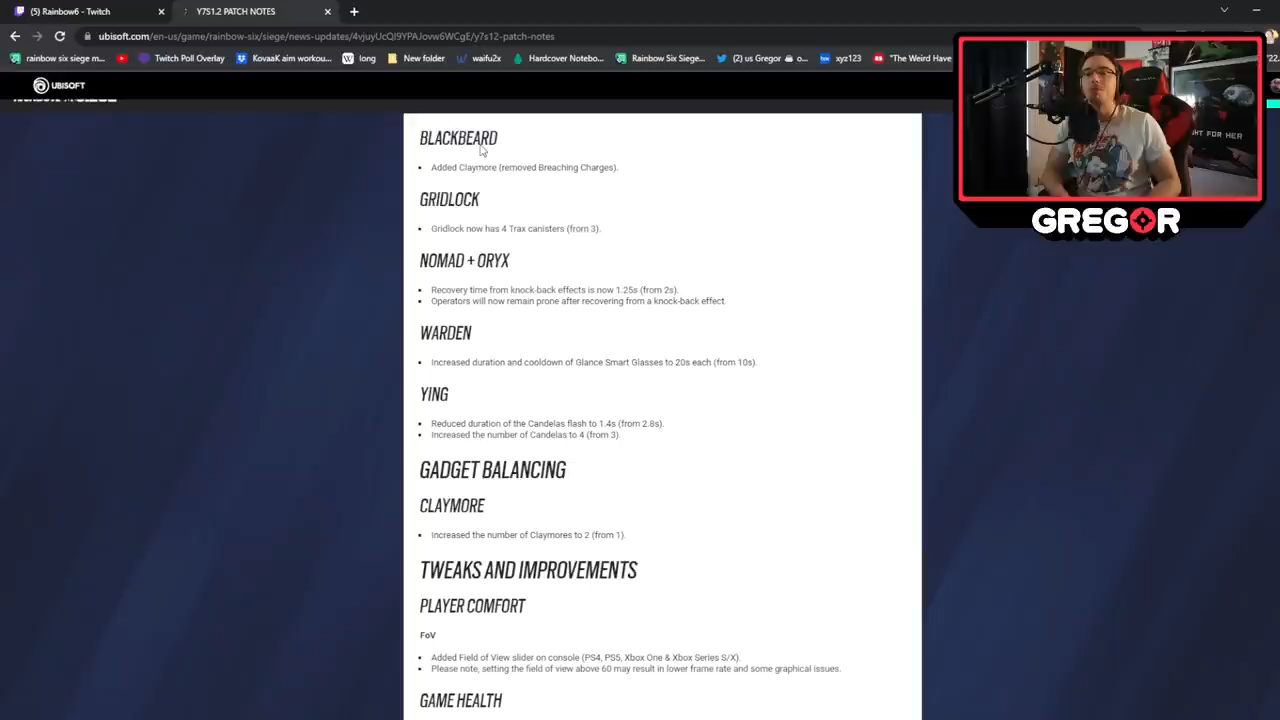 (5) Rainbow6 - Twitch
Y7S1.2 PATCH NOTES
ubisoft.com/en-us/game/rainbow-six/siege/news-updates/4vjuyUcQI9YPAJovw6WCgE/y7s12-patch-notes
rainbow six siege m...
Twitch Poll Overlay
KovaaK aim workou...
long
New folder
waifu2x
Hardcover Notebo...
Rainbow Six Siege...
(2) us Gregor
o...
xyz123
"The Weird Have
UBISOFT
GHT FOR HER
GREGOR
BLACKBEARD
• Added Claymore (removed Breaching Charges).
GRIDLOCK
• Gridlock now has 4 Trax canisters (from 3).
NOMAD + ORYX
• Recovery time from knock-back effects is now 1.25s (from 2s).
• Operators will now remain prone after recovering from a knock-back effect.
WARDEN
• Increased duration and cooldown of Glance Smart Glasses to 20s each (from 10s).
YING
• Reduced duration of the Candelas flash to 1.4s (from 2.8s).
• Increased the number of Candelas to 4 (from 3)
GADGET BALANCING
CLAYMORE
• Increased the number of Claymores to 2 (from 1).
TWEAKS AND IMPROVEMENTS
PLAYER COMFORT
FoV
• Added Field of View slider on console (PS4, PS5, Xbox One & Xbox Series S/X)
• Please note, setting the field of view above 60 may result in lower frame rate and some graphical issues.
GAME HEALTH